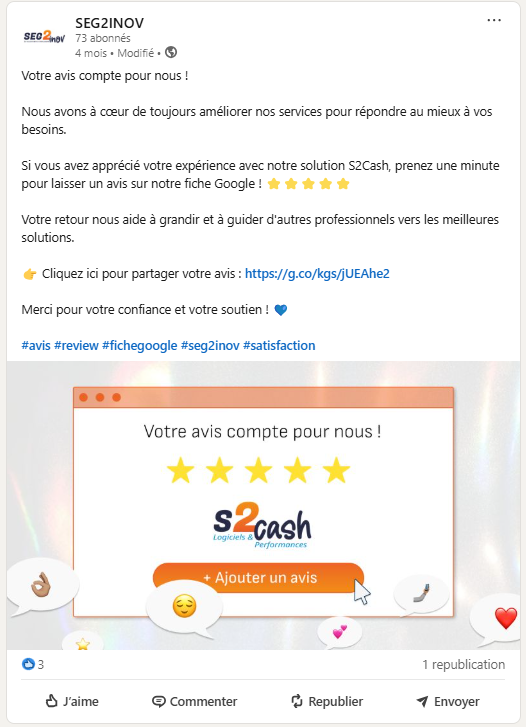 SEG2INOV
SEG2INOV
73 abonnés
4 mois • Modifié •
Votre avis compte pour nous !
Nous avons à cœur de toujours améliorer nos services pour répondre au mieux à vos
besoins.
Si vous avez apprécié votre expérience avec notre solution S2Cash, prenez une minute
pour laisser un avis sur notre fiche Google ! ⭐ ⭐ ⭐ ⭐ ⭐
Votre retour nous aide à grandir et à guider d'autres professionnels vers les meilleures
solutions.
👉 Cliquez ici pour partager votre avis : https://g.co/kgs/jUEAhe2
Merci pour votre confiance et votre soutien ! 💙
#avis #review #fichegoogle #seg2inov #satisfaction
Votre avis compte pour nous !
S2cash
Logiciels &
Performances
+ Ajouter un avis
3
1 republication
J'aime
Commenter
Republier
Envoyer